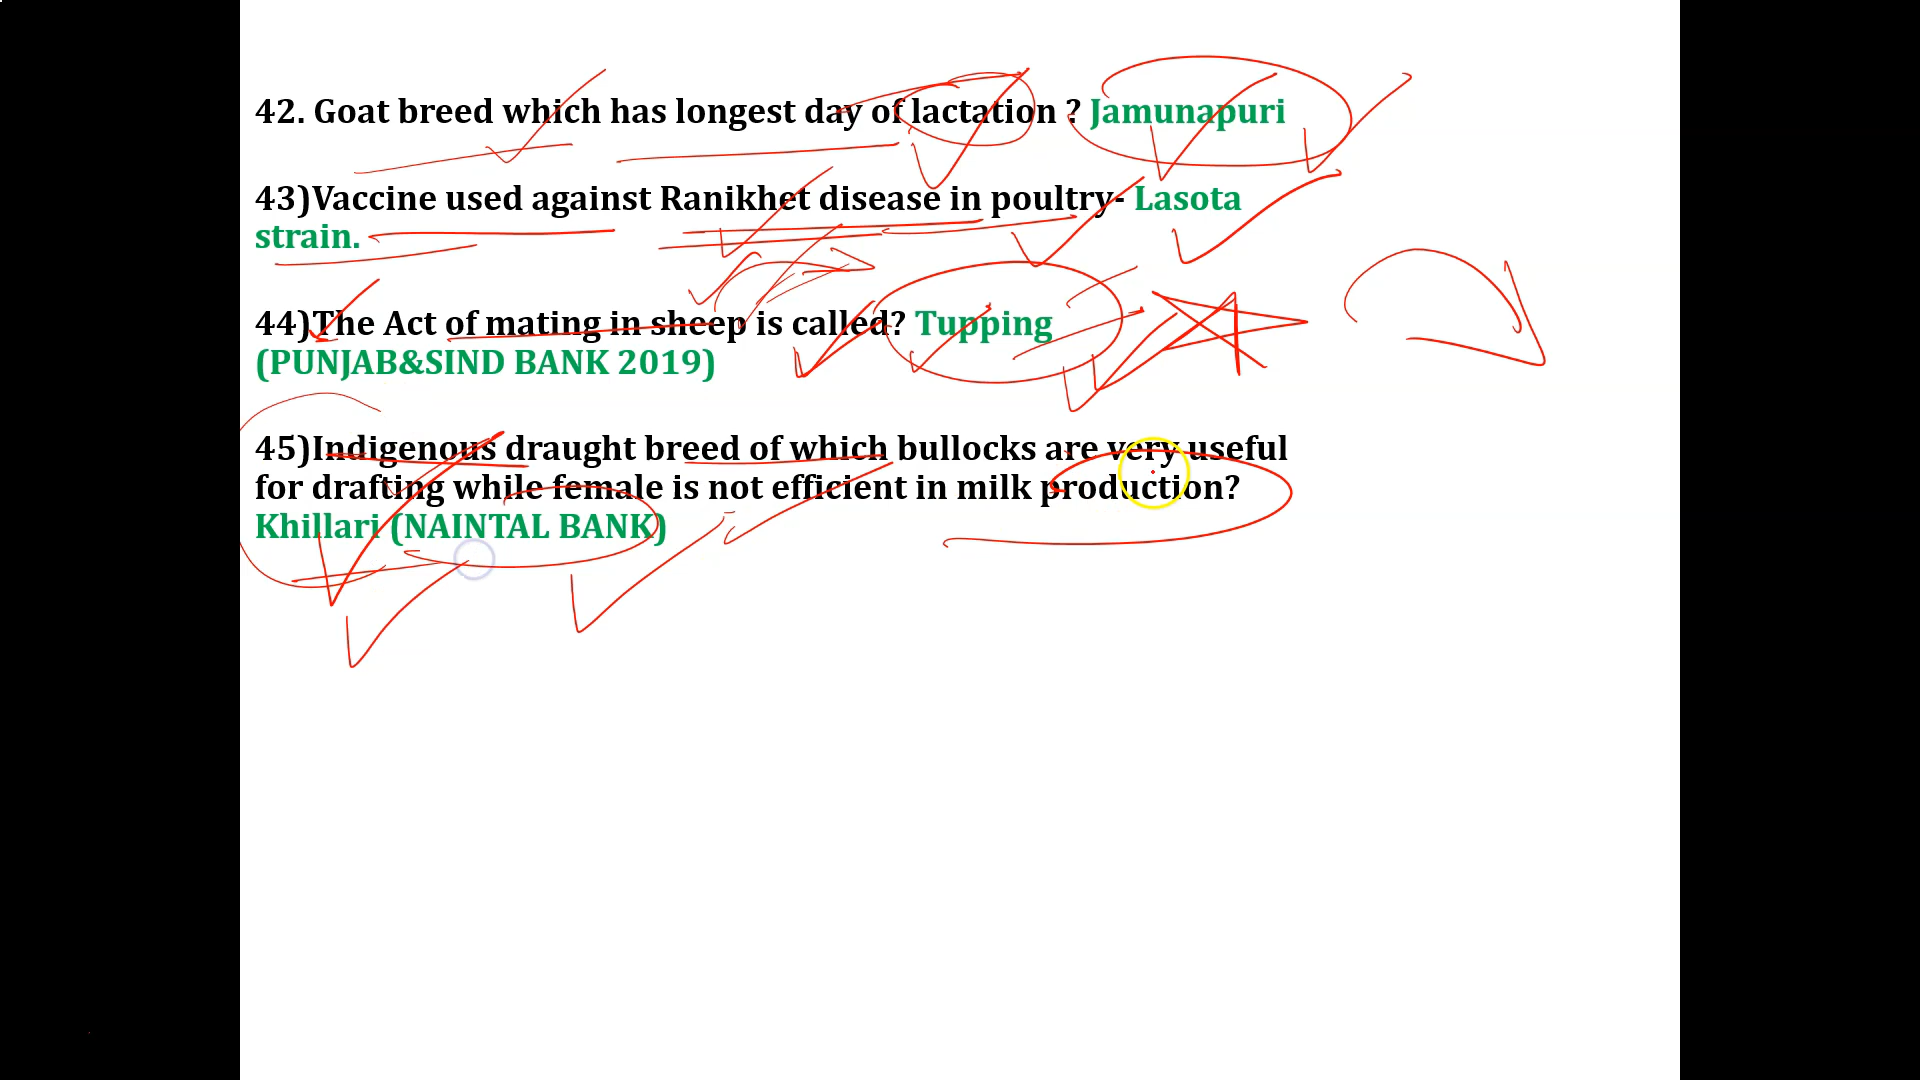 42. Goat breed which has longest day of lactation ? Jamunapuri
43)Vaccine used against Ranikhet disease in poultry- Lasota
strain.
44)The Act of mating in sheep is called? Tupping
(PUNJAB&SIND BANK 2019)
45)Indigenous draught breed of which bullocks are very useful
for drafting while female is not efficient in milk production?
Khillari (NAINTAL BANK)